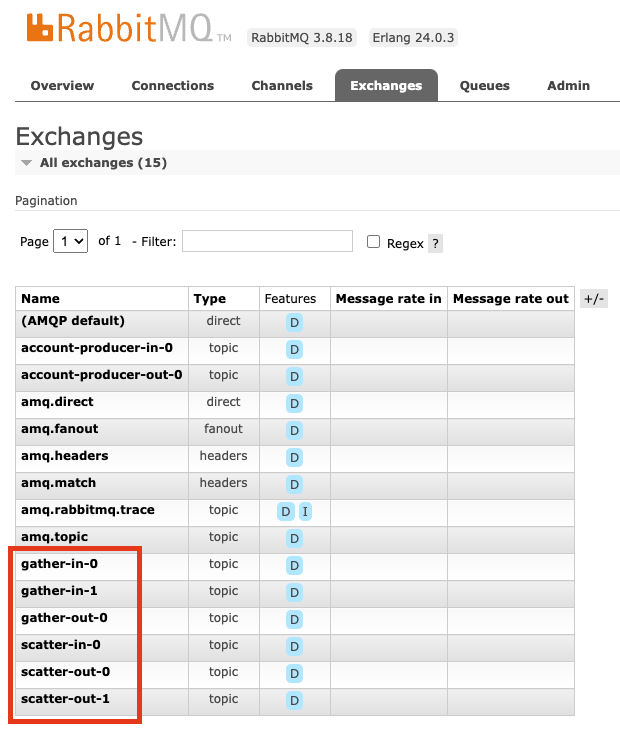 RabbitMQ TM RabbitMQ 3.8.18 Erlang 24.0.3
Overview Connections Channels Exchanges Queues Admin
Exchanges
All exchanges (15)
Pagination
Page 1 of 1 - Filter: Regex ?
Name Type Features Message rate in Message rate out +/-
(AMQP default) direct D
account-producer-in-0 topic D
account-producer-out-0 topic D
amq.direct direct D
amq.fanout fanout D
amq.headers headers D
amq.match headers D
amq.rabbitmq.trace topic D I
amq.topic topic D
gather-in-0 topic D
gather-in-1 topic D
gather-out-0 topic D
scatter-in-0 topic D
scatter-out-0 topic D
scatter-out-1 topic D